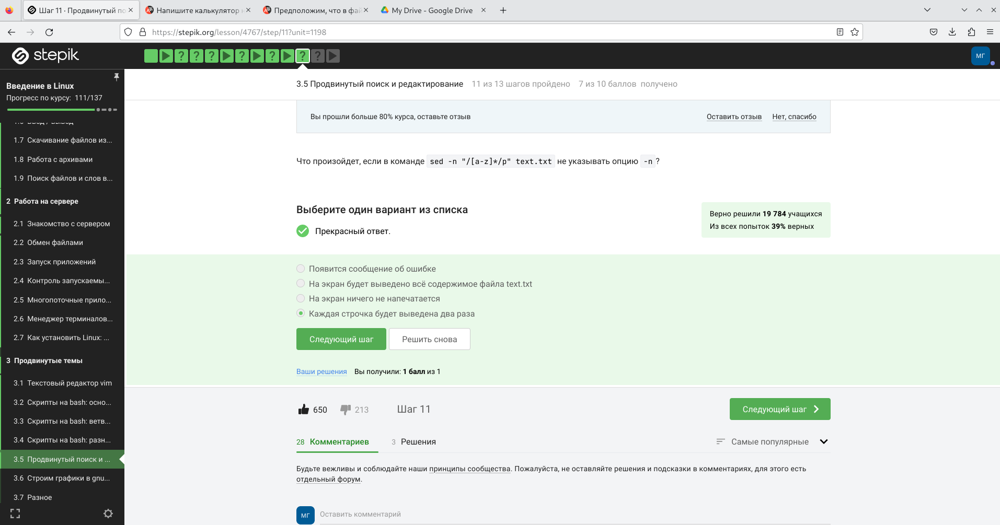 Шаг 11 · Продвинутый по
Напишите калькулятор н
Предположим, что в фай
My Drive - Google Drive
https://stepik.org/lesson/4767/step/11?unit=1198
stepik
МГ
Введение в Linux
Прогресс по курсу: 111/137
1.6 Ввод / Вывод
1.7 Скачивание файлов из...
1.8 Работа с архивами
1.9 Поиск файлов и слов в...
2 Работа на сервере
2.1 Знакомство с сервером
2.2 Обмен файлами
2.3 Запуск приложений
2.4 Контроль запускаемы...
2.5 Многопоточные прило...
2.6 Менеджер терминалов...
2.7 Как установить Linux: ...
3 Продвинутые темы
3.1 Текстовый редактор vim
3.2 Скрипты на bash: осно...
3.3 Скрипты на bash: ветв...
3.4 Скрипты на bash: разн...
3.5 Продвинутый поиск и ...
3.6 Строим графики в gnu...
3.7 Разное
3.5 Продвинутый поиск и редактирование 11 из 13 шагов пройдено 7 из 10 баллов получено
Вы прошли больше 80% курса, оставьте отзыв Оставить отзыв Нет, спасибо
Что произойдет, если в команде sed -n "/[a-z]*/p" text.txt не указывать опцию -n?
Выберите один вариант из списка
Прекрасный ответ.
Верно решили 19 784 учащихся
Из всех попыток 39% верных
Появится сообщение об ошибке
На экран будет выведено всё содержимое файла text.txt
На экран ничего не напечатается
Каждая строчка будет выведена два раза
Следующий шаг Решить снова
Ваши решения Вы получили: 1 балл из 1
650 213 Шаг 11 Следующий шаг
28 Комментариев 3 Решения Самые популярные
Будьте вежливы и соблюдайте наши принципы сообщества. Пожалуйста, не оставляйте решения и подсказки в комментариях, для этого есть
отдельный форум.
МГ Оставить комментарий